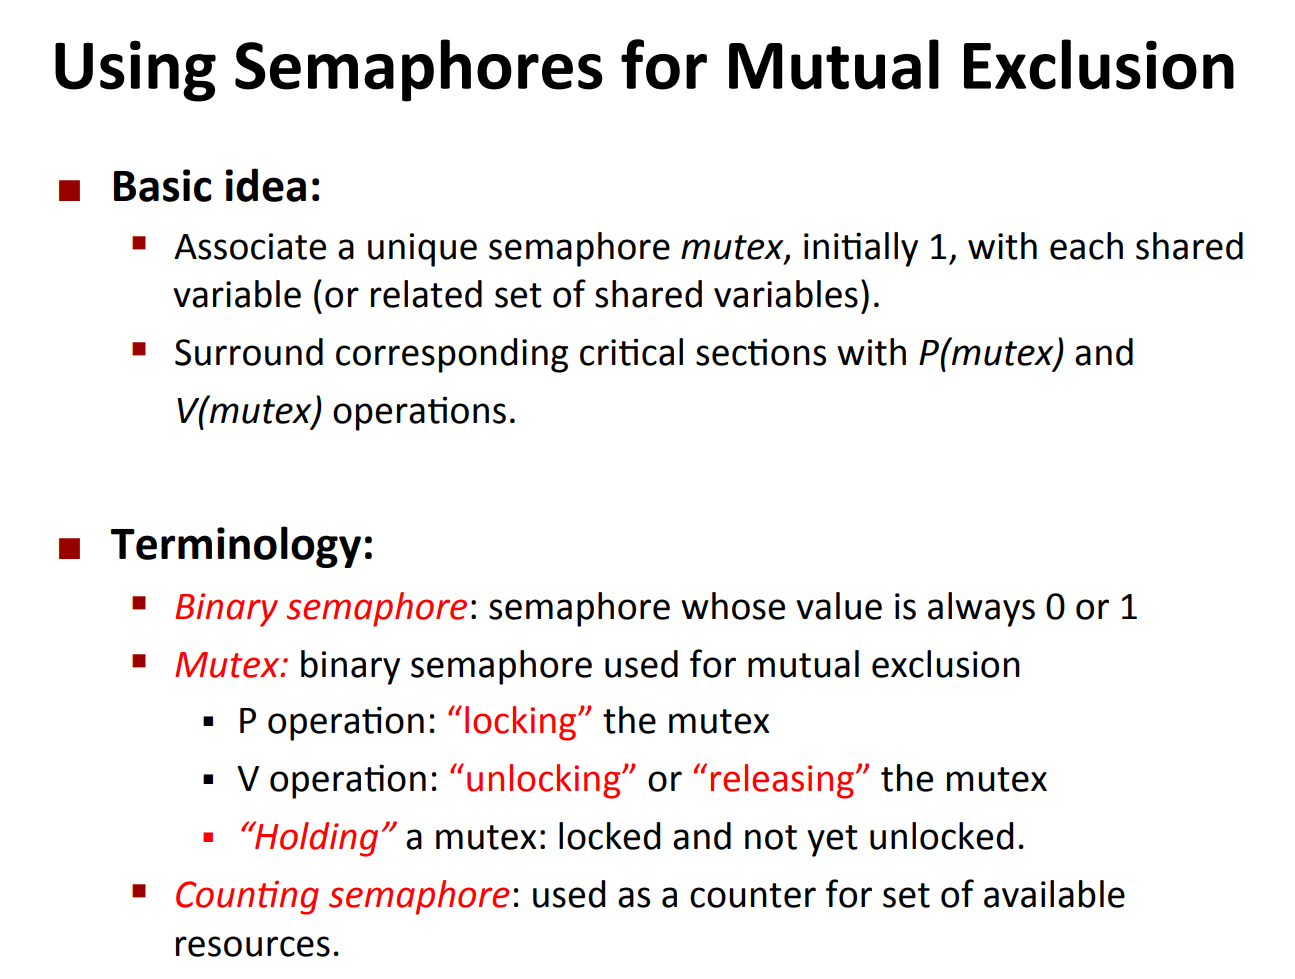 Using Semaphores for Mutual Exclusion
Basic idea:
Associate a unique semaphore mutex, initially 1, with each shared
variable (or related set of shared variables).
Surround corresponding critical sections with P(mutex) and
V(mutex) operations.
Terminology:
Binary semaphore: semaphore whose value is always 0 or 1
Mutex: binary semaphore used for mutual exclusion
P operation: “locking” the mutex
V operation: “unlocking” or “releasing” the mutex
“Holding” a mutex: locked and not yet unlocked.
Counting semaphore: used as a counter for set of available
resources.